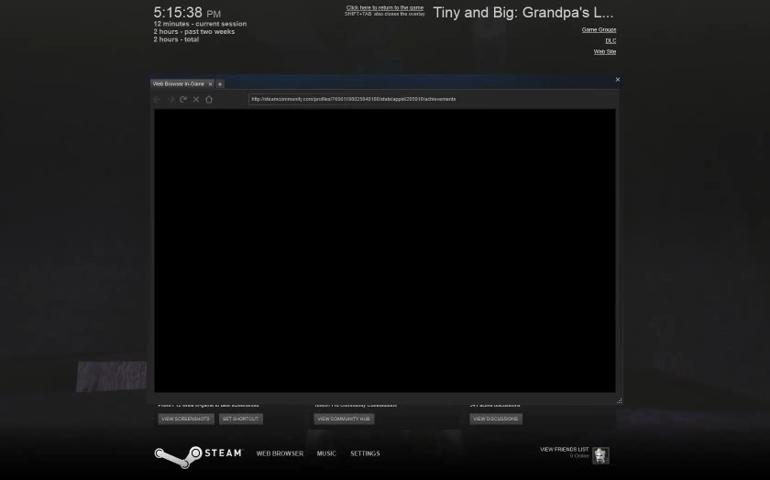 5:15:38 PM
12 minutes - current session
2 hours - past two weeks
2 hours - total
Click here to return to the game
SHIFT+TAB also closes the overlay
Tiny and Big: Grandpa's L...
Game Groups
DLC
Web Site
Web Browser In-Game
VIEW SCREENSHOTS
SET SHORTCUT
VIEW COMMUNITY HUB
VIEW DISCUSSIONS
STEAM
WEB BROWSER
MUSIC
SETTINGS
VIEW FRIENDS LIST
0 Online